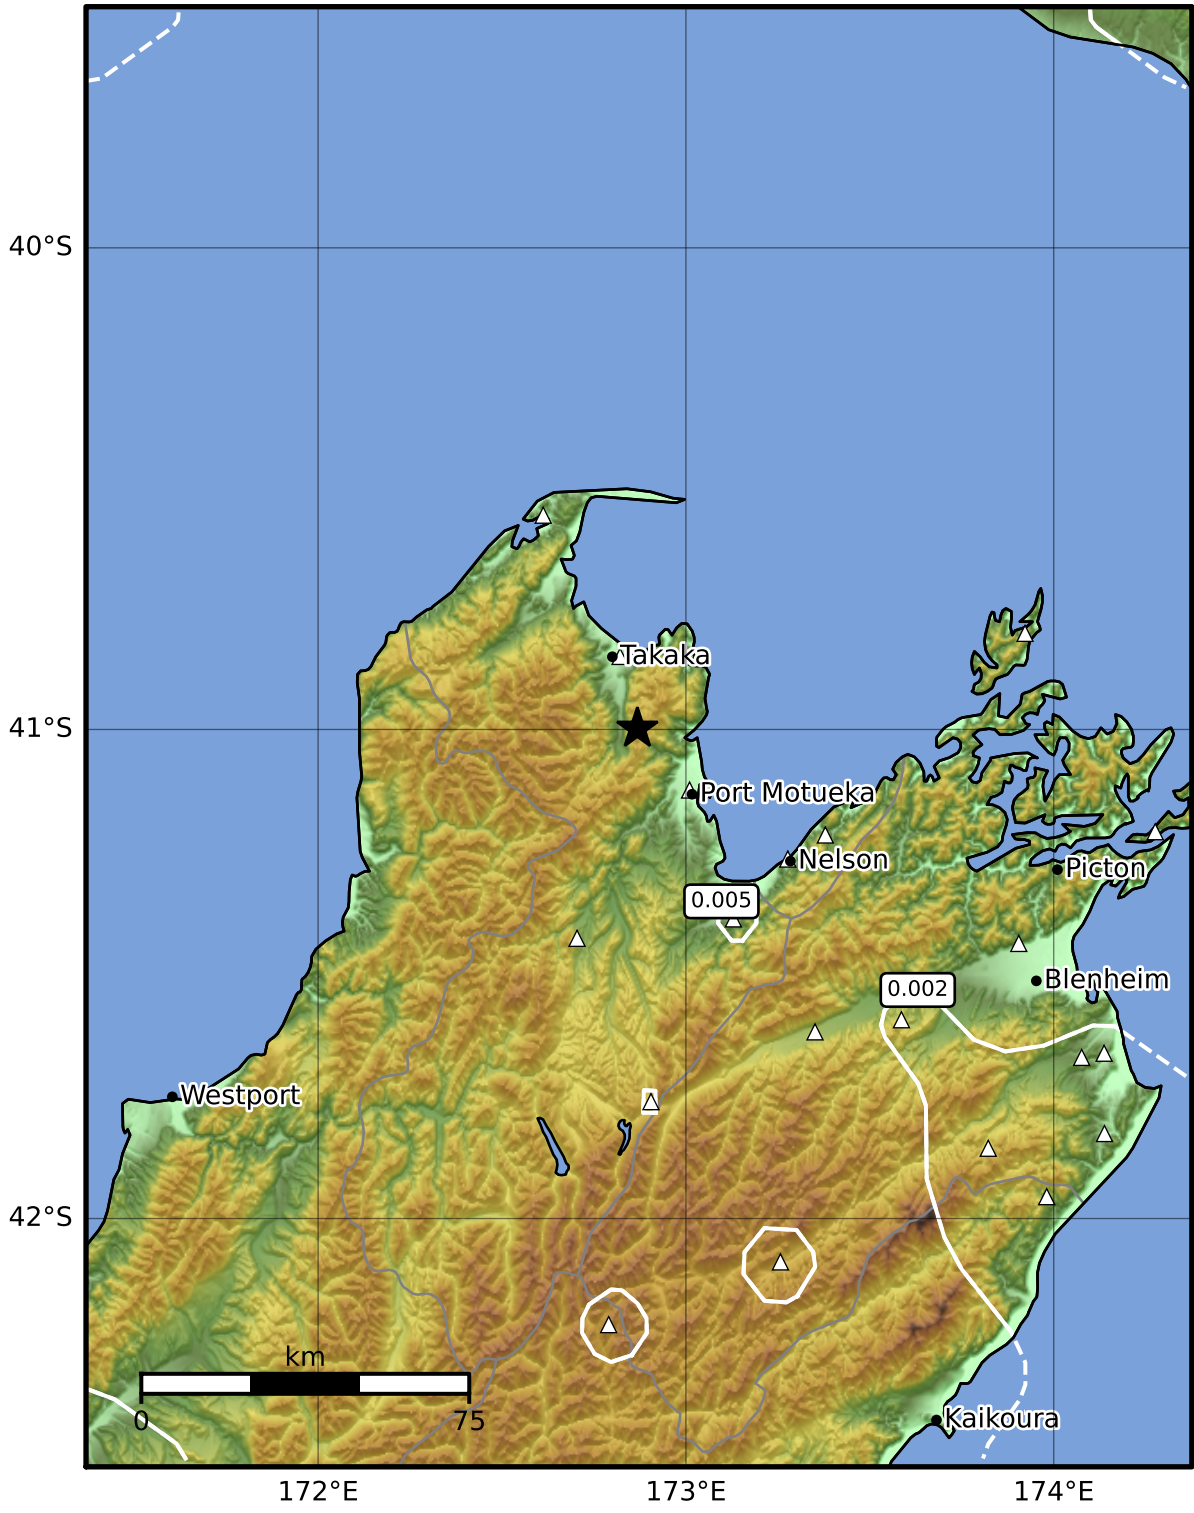 40°S
Takaka
41°S
Port Motueka
Nelson
Picton
0.005
Blenheim
0.002
Westport
42°S
km
0
75
Kaikoura
172°E
173°E
174°E